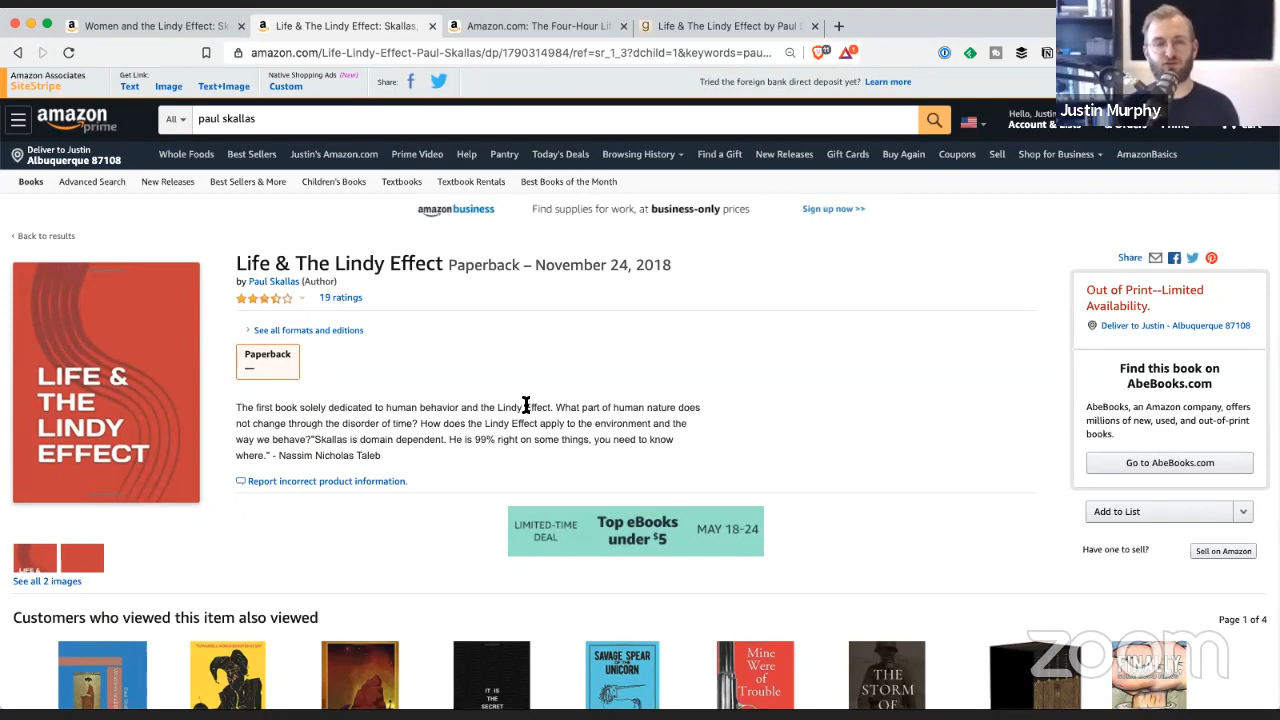 Women and the Lindy Effect: Sk
Life & The Lindy Effect: Skallas,
Amazon.com: The Four-Hour Li
Life & The Lindy Effect by Paul
amazon.com/Life-Lindy-Effect-Paul-Skallas/dp/1790314984/ref=sr_1_3?dchild=1&keywords=pau...
Justin Murphy
Amazon Associates
SiteStripe
Get Link:
Text Image Text+Image
Native Shopping Ads (New)
Custom
Share:
Tried the foreign bank direct deposit yet? Learn more
amazon
prime
All
paul skallas
Hello, Justin
Account &
Deliver to Justin
Albuquerque 87108
Whole Foods Best Sellers Justin's Amazon.com Prime Video Help Pantry Today's Deals Browsing History Find a Gift New Releases Gift Cards Buy Again Coupons Sell Shop for Business AmazonBasics
Books Advanced Search New Releases Best Sellers & More Children's Books Textbooks Textbook Rentals Best Books of the Month
amazonbusiness Find supplies for work, at business-only prices Sign up now >>
‹ Back to results
Life & The Lindy Effect Paperback – November 24, 2018
by Paul Skallas (Author)
19 ratings
› See all formats and editions
Paperback
—
The first book solely dedicated to human behavior and the Lindy Effect. What part of human nature does
not change through the disorder of time? How does the Lindy Effect apply to the environment and the
way we behave?"Skallas is domain dependent. He is 99% right on some things, you need to know
where." - Nassim Nicholas Taleb
Report incorrect product information.
LIFE &
THE
LINDY
EFFECT
See all 2 images
LIMITED-TIME
DEAL
Top eBooks
under $5
MAY 18-24
Share
Out of Print--Limited
Availability.
Deliver to Justin - Albuquerque 87108
Find this book on
AbeBooks.com
AbeBooks, an Amazon company, offers
millions of new, used, and out-of-print
books.
Go to AbeBooks.com
Add to List
Have one to sell?
Sell on Amazon
Customers who viewed this item also viewed
Page 1 of 4
IT IS
THE
SECRET
SAVAGE SPEAR
OF THE
UNICORN
Mine
Were of
Trouble
THE
STORM
OF
FINALLY
zoom